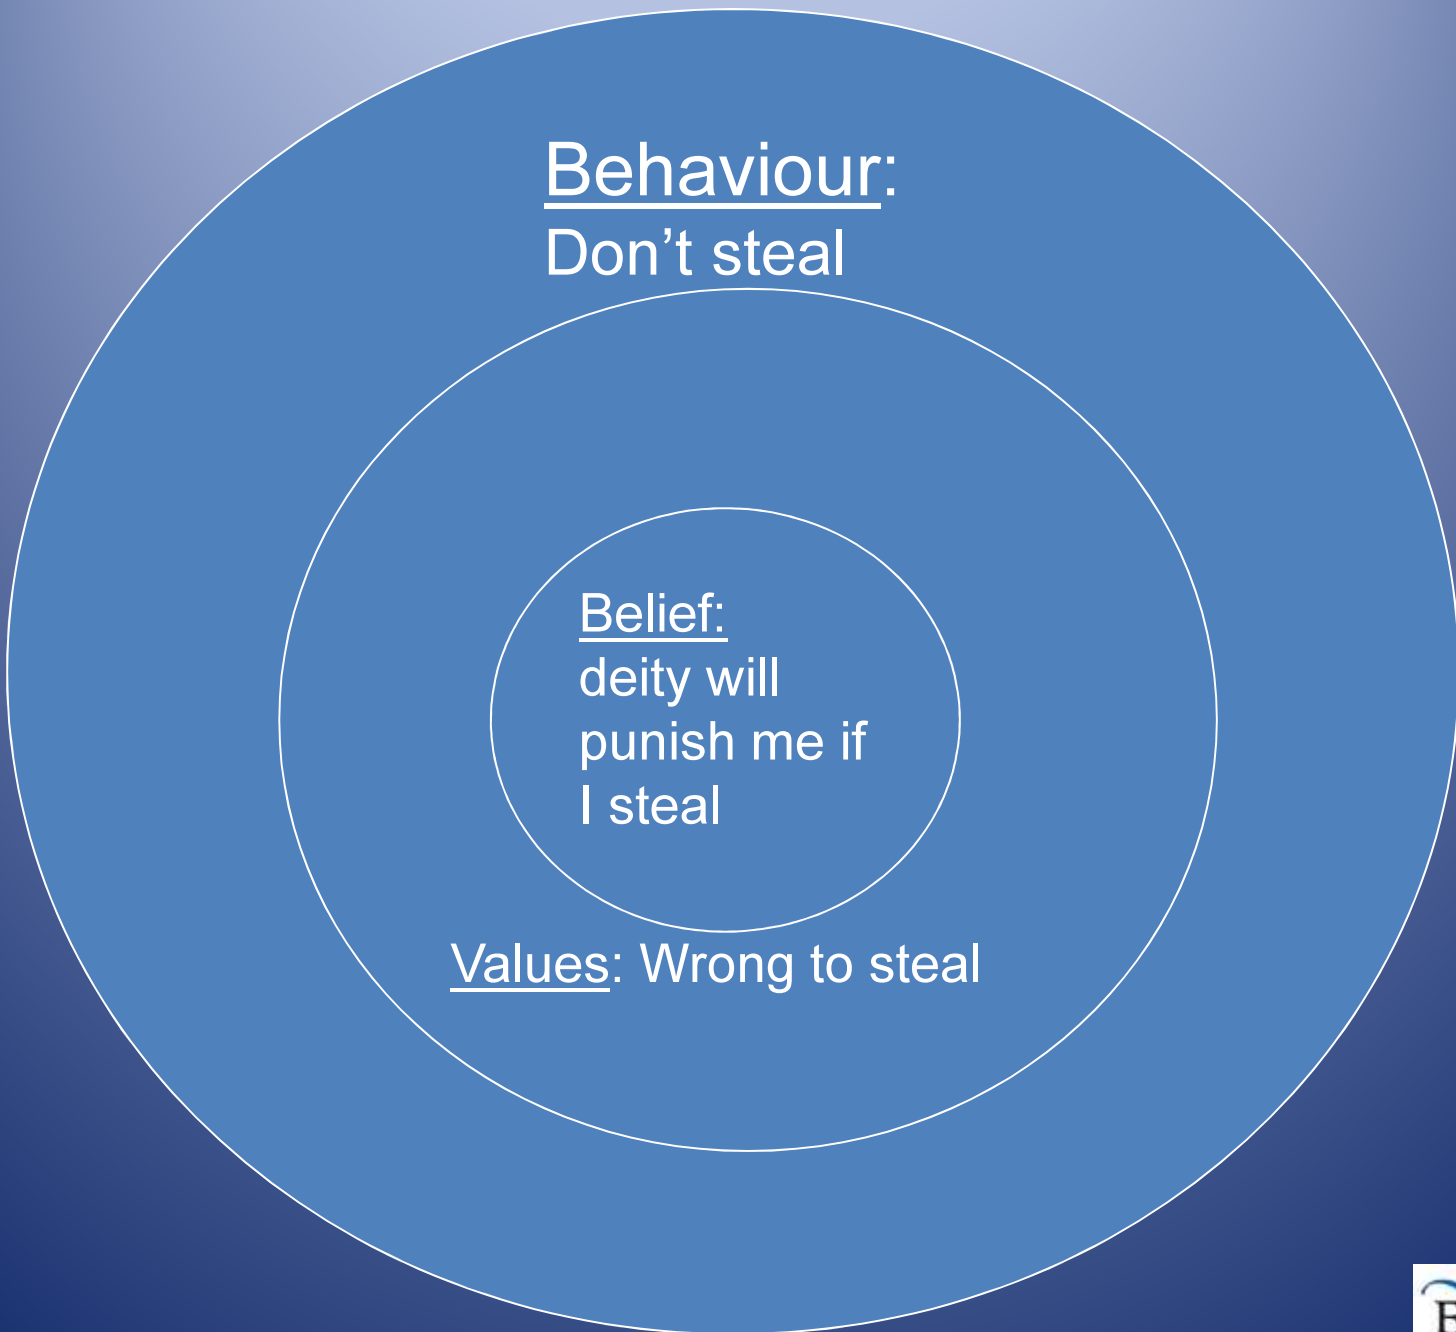 Behaviour:
Don’t steal
Belief:
deity will
punish me if
I steal
Values: Wrong to steal